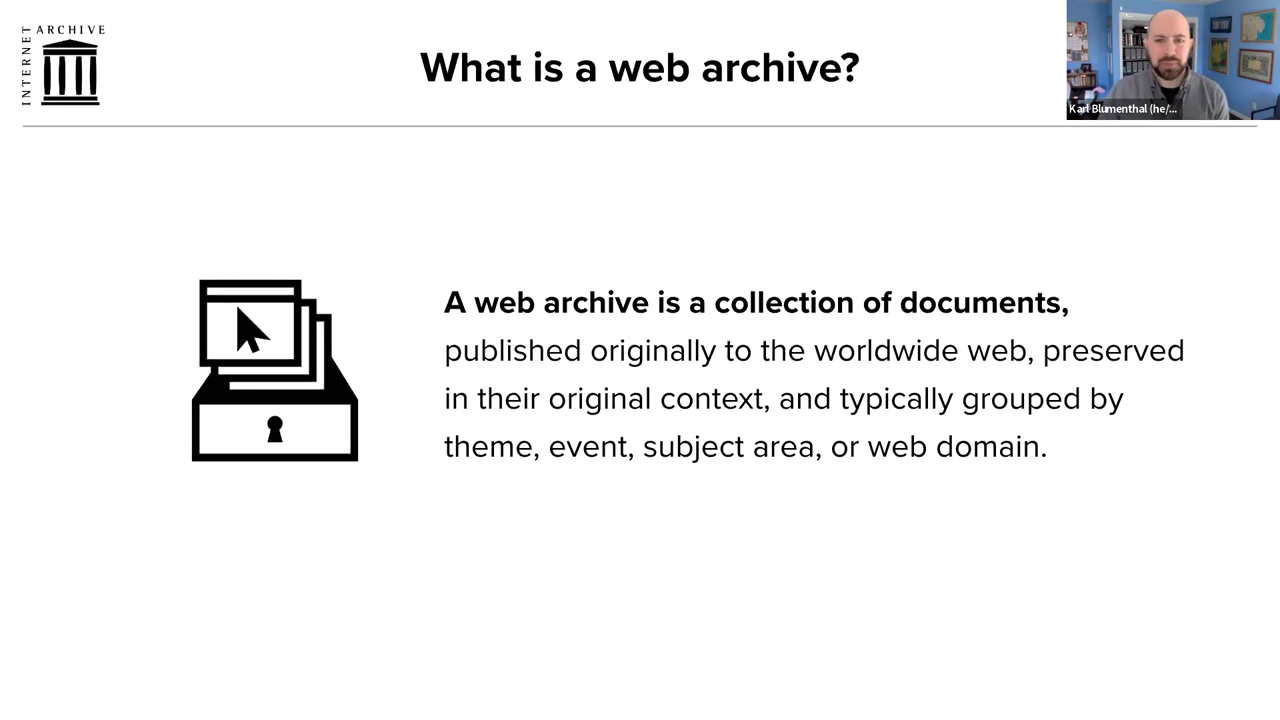 INTERNET ARCHIVE
What is a web archive?
Karl Blumenthal (he/...
A web archive is a collection of documents,
published originally to the worldwide web, preserved
in their original context, and typically grouped by
theme, event, subject area, or web domain.